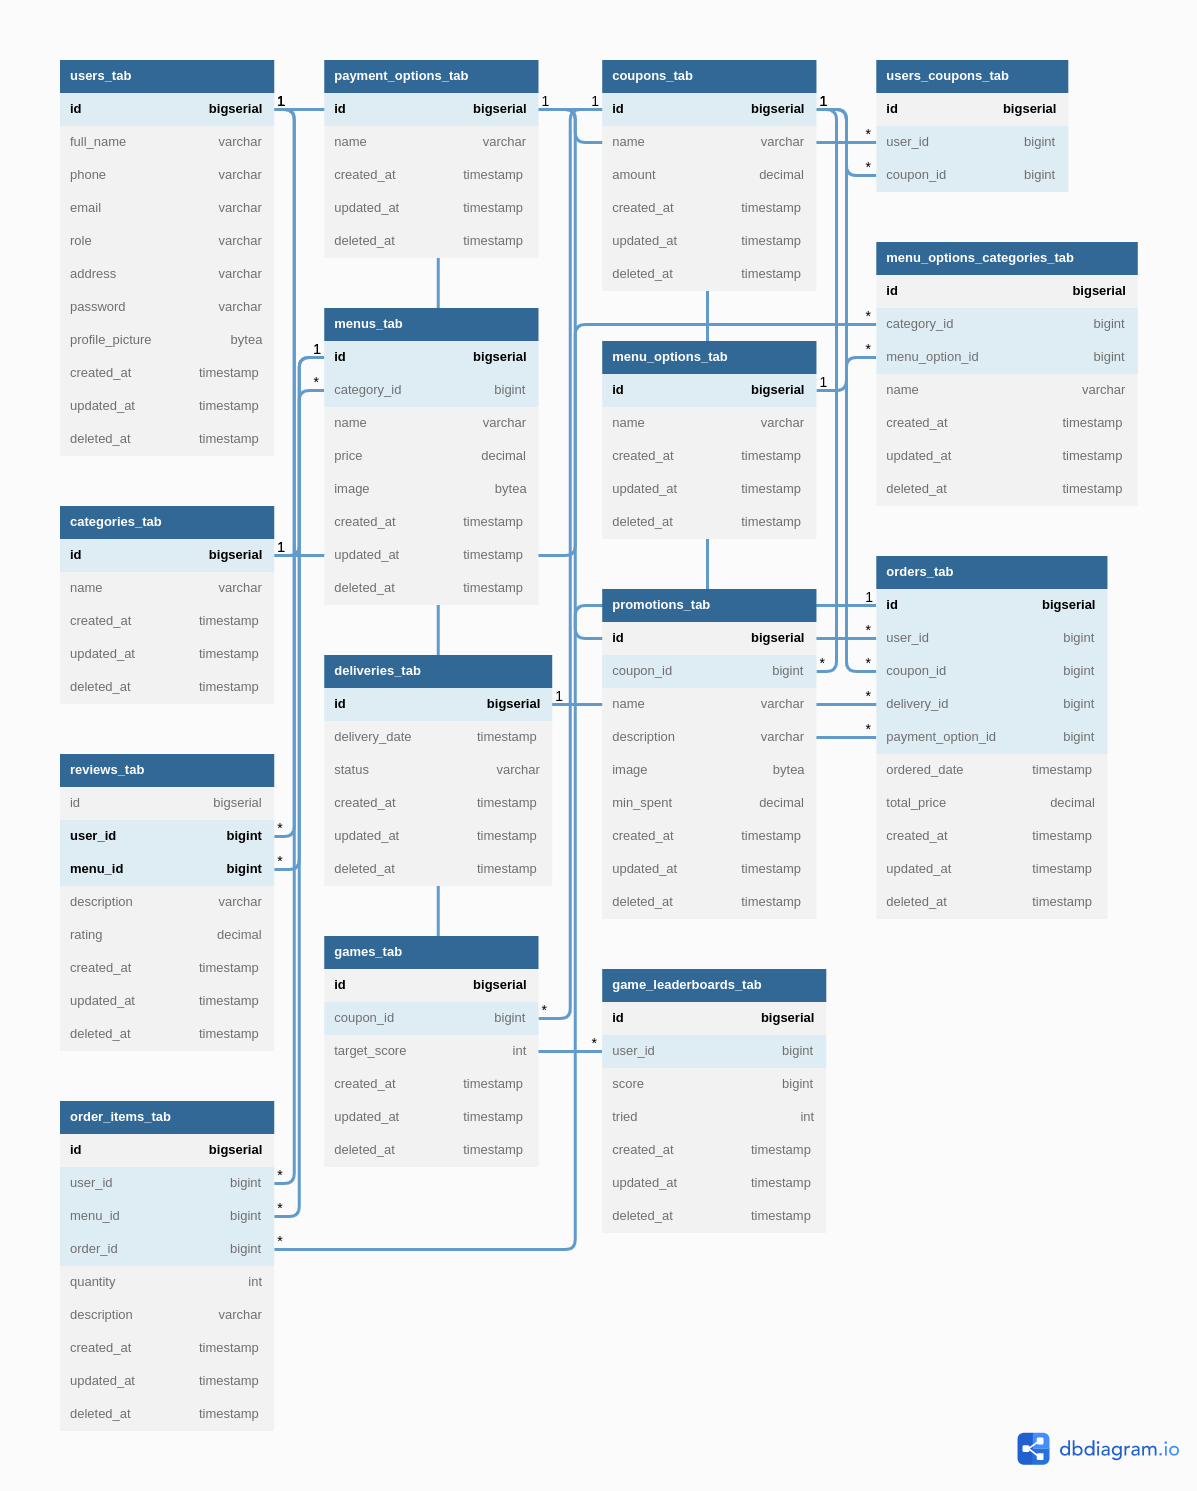 users_tab
id bigserial
full_name varchar
phone varchar
email varchar
role varchar
address varchar
password varchar
profile_picture bytea
created_at timestamp
updated_at timestamp
deleted_at timestamp
1
categories_tab
id bigserial
name varchar
created_at timestamp
updated_at timestamp
deleted_at timestamp
1
reviews_tab
id bigserial
user_id bigint
menu_id bigint
description varchar
rating decimal
created_at timestamp
updated_at timestamp
deleted_at timestamp
*
*
order_items_tab
id bigserial
user_id bigint
menu_id bigint
order_id bigint
quantity int
description varchar
created_at timestamp
updated_at timestamp
deleted_at timestamp
*
*
*
payment_options_tab
id bigserial
name varchar
created_at timestamp
updated_at timestamp
deleted_at timestamp
1
menus_tab
id bigserial
category_id bigint
name varchar
price decimal
image bytea
created_at timestamp
updated_at timestamp
deleted_at timestamp
1
*
deliveries_tab
id bigserial
delivery_date timestamp
status varchar
created_at timestamp
updated_at timestamp
deleted_at timestamp
1
games_tab
id bigserial
coupon_id bigint
target_score int
created_at timestamp
updated_at timestamp
deleted_at timestamp
*
coupons_tab
id bigserial
name varchar
amount decimal
created_at timestamp
updated_at timestamp
deleted_at timestamp
1
1
menu_options_tab
id bigserial
name varchar
created_at timestamp
updated_at timestamp
deleted_at timestamp
1
promotions_tab
id bigserial
coupon_id bigint
name varchar
description varchar
image bytea
min_spent decimal
created_at timestamp
updated_at timestamp
deleted_at timestamp
*
game_leaderboards_tab
id bigserial
user_id bigint
score bigint
tried int
created_at timestamp
updated_at timestamp
deleted_at timestamp
*
users_coupons_tab
id bigserial
user_id bigint
coupon_id bigint
*
*
menu_options_categories_tab
id bigserial
category_id bigint
menu_option_id bigint
name varchar
created_at timestamp
updated_at timestamp
deleted_at timestamp
*
*
orders_tab
id bigserial
user_id bigint
coupon_id bigint
delivery_id bigint
payment_option_id bigint
ordered_date timestamp
total_price decimal
created_at timestamp
updated_at timestamp
deleted_at timestamp
1
*
*
*
*
dbdiagram.io